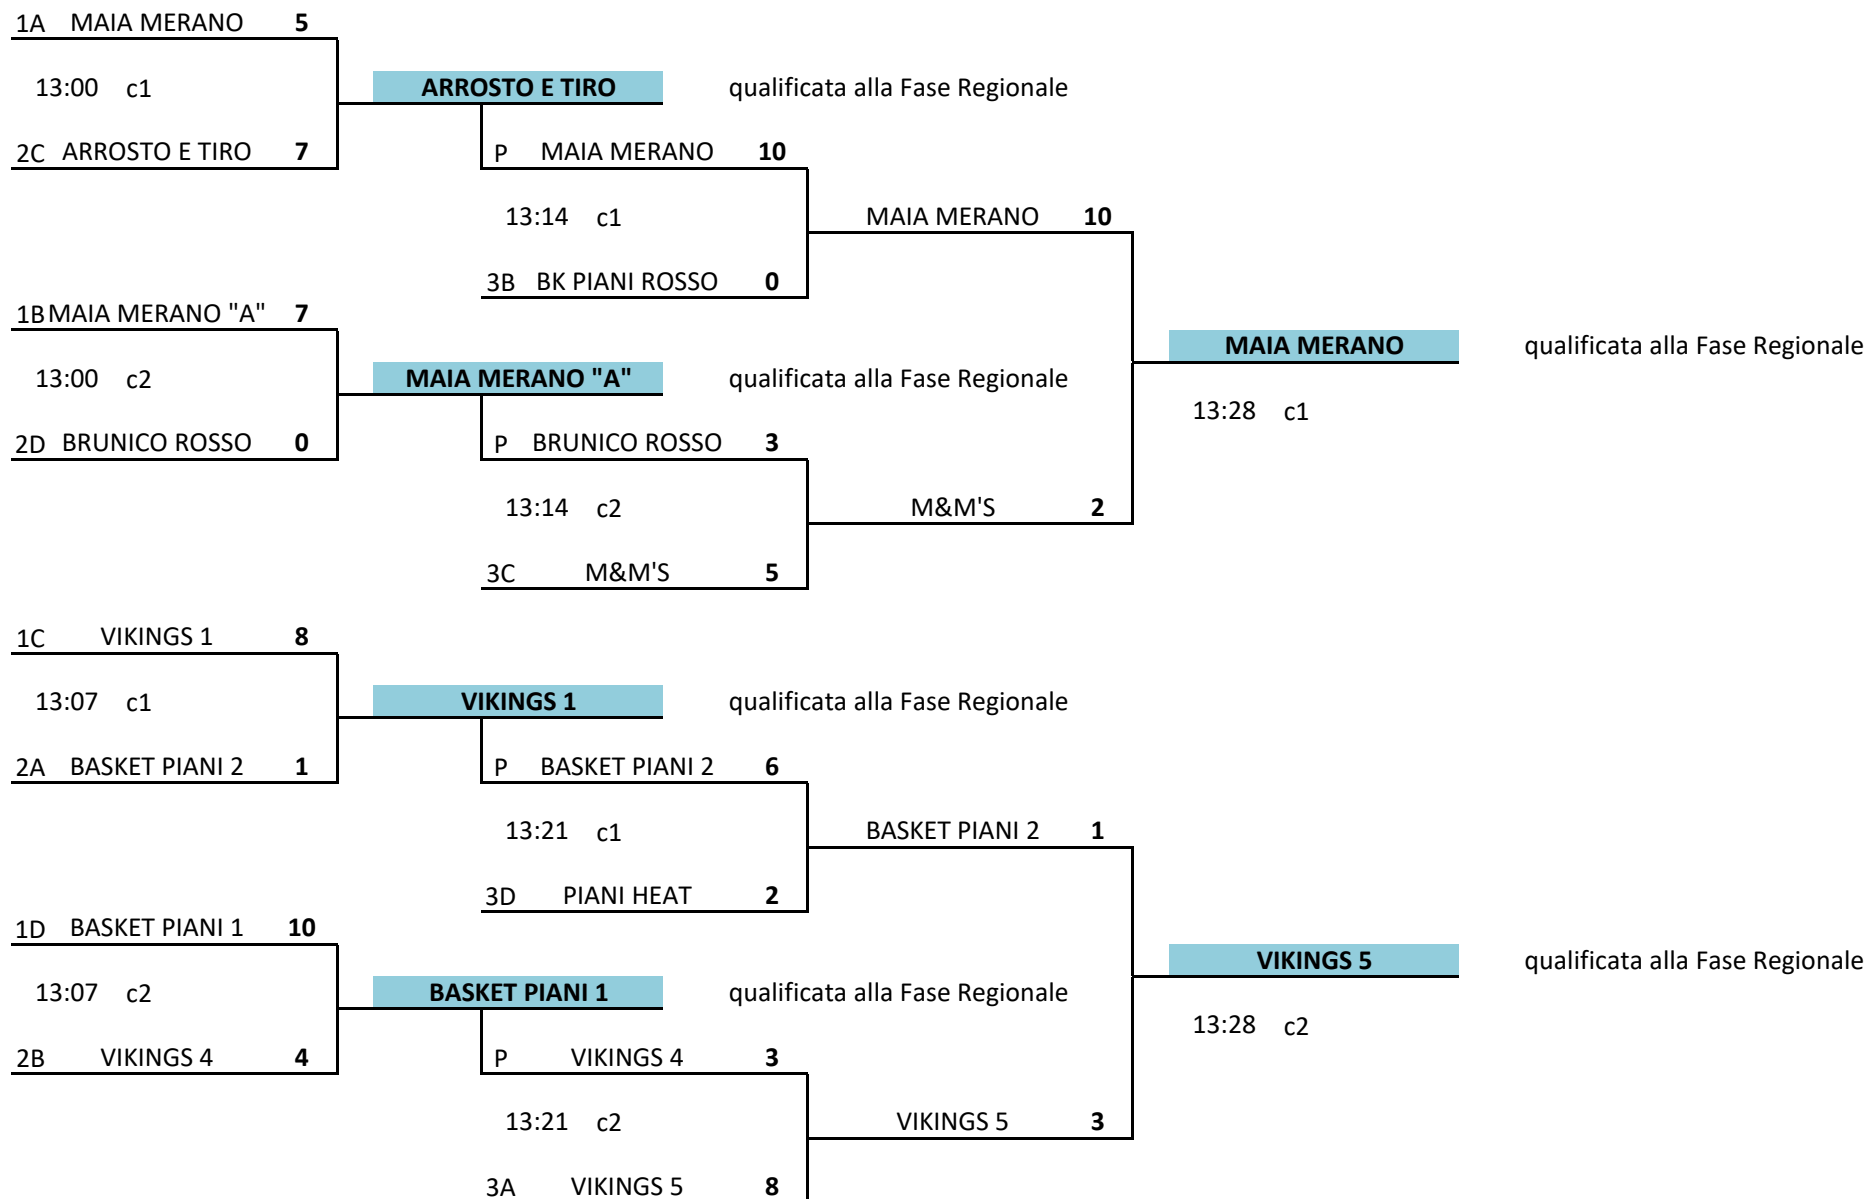 1A MAIA MERANO 5
13:00 c1 ARROSTO E TIRO qualificata alla Fase Regionale
2C ARROSTO E TIRO 7 P MAIA MERANO 10
13:14 c1 MAIA MERANO 10
3B BK PIANI ROSSO 0
1B MAIA MERANO "A" 7
MAIA MERANO qualificata alla Fase Regionale
13:00 c2 MAIA MERANO "A" qualificata alla Fase Regionale
13:28 c1
2D BRUNICO ROSSO 0 P BRUNICO ROSSO 3
13:14 c2 M&M'S 2
3C M&M'S 5
1C VIKINGS 1 8
13:07 c1 VIKINGS 1 qualificata alla Fase Regionale
2A BASKET PIANI 2 1 P BASKET PIANI 2 6
13:21 c1 BASKET PIANI 2 1
3D PIANI HEAT 2
1D BASKET PIANI 1 10
VIKINGS 5 qualificata alla Fase Regionale
13:07 c2 BASKET PIANI 1 qualificata alla Fase Regionale
13:28 c2
2B VIKINGS 4 4 P VIKINGS 4 3
13:21 c2 VIKINGS 5 3
3A VIKINGS 5 8